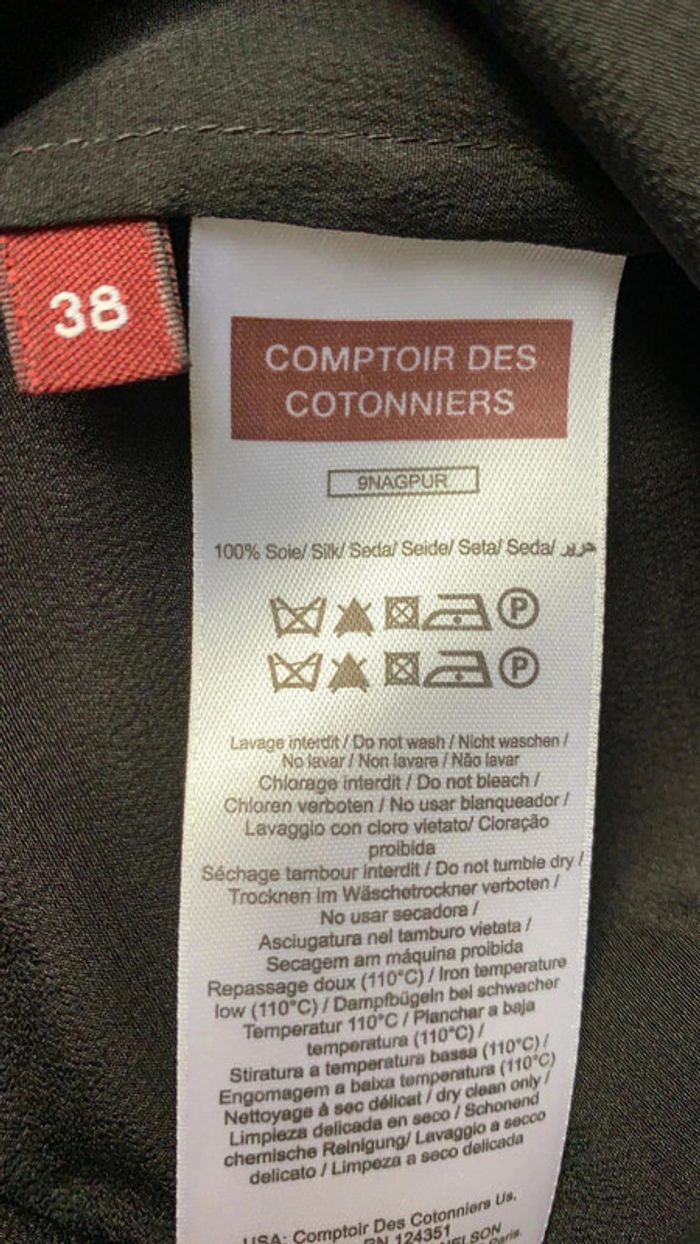 38
COMPTOIR DES
COTONNIERS
9NAGPUR
100% Soie/ Silk/ Seda/ Seide/ Seta/ Seda/ حرير
P
P
Lavage interdit / Do not wash / Nicht waschen /
No lavar / Non lavare / Não lavar
Chlorage interdit / Do not bleach /
Chloren verboten / No usar blanqueador /
Lavaggio con cloro vietato/ Cloração
proibida
Séchage tambour interdit / Do not tumble dry /
Trocknen im Wäschetrockner verboten /
No usar secadora /
Asciugatura nel tamburo vietata /
Secagem am máquina proibida
Repassage doux (110°C) / Iron temperature
low (110°C) / Dampfbügeln bei schwacher
Temperatur 110°C / Planchar a baja
temperatura (110°C) /
Stiratura a temperatura bassa (110°C) /
Engomagem a baixa temperatura (110°C)
Nettoyage à sec délicat / dry clean only /
Limpieza delicada en seco / Schonend
chemische Reinigung/ Lavaggio a secco
delicato / Limpeza a seco delicada
USA: Comptoir Des Cotonniers Us.
RN 124351
NELSON
Paris.